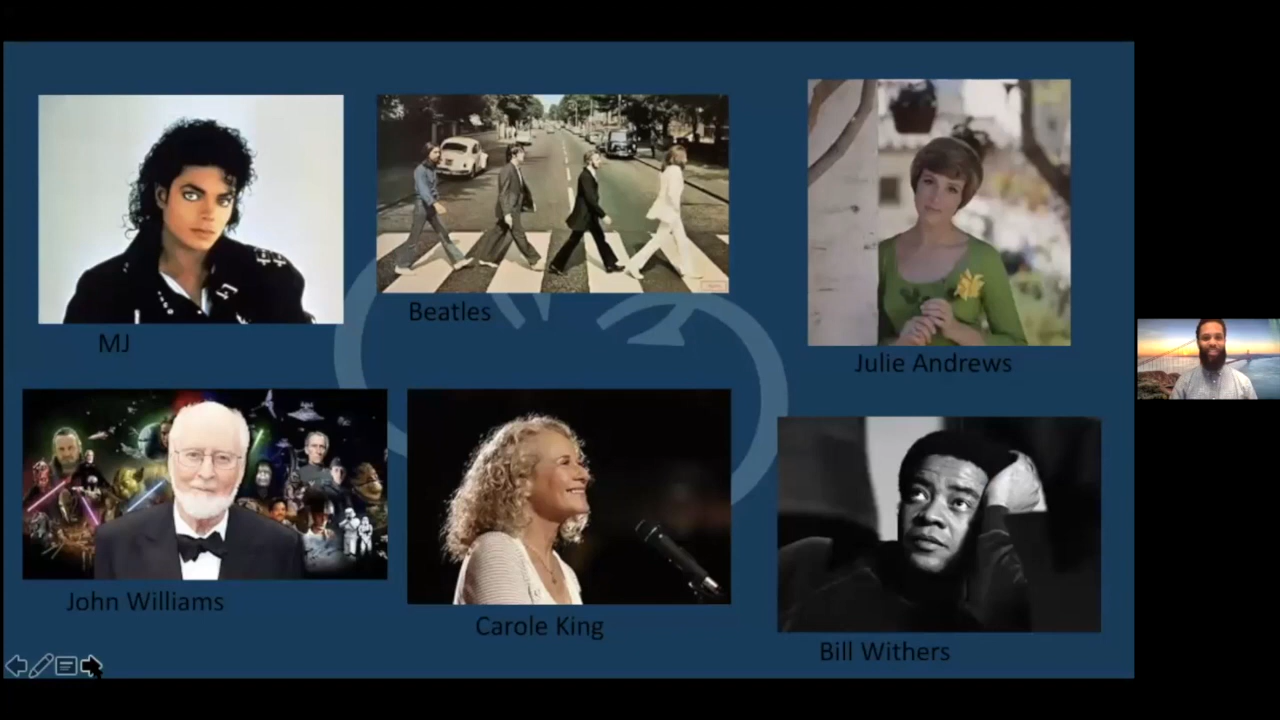 MJ
Beatles
Julie Andrews
John Williams
Carole King
Bill Withers